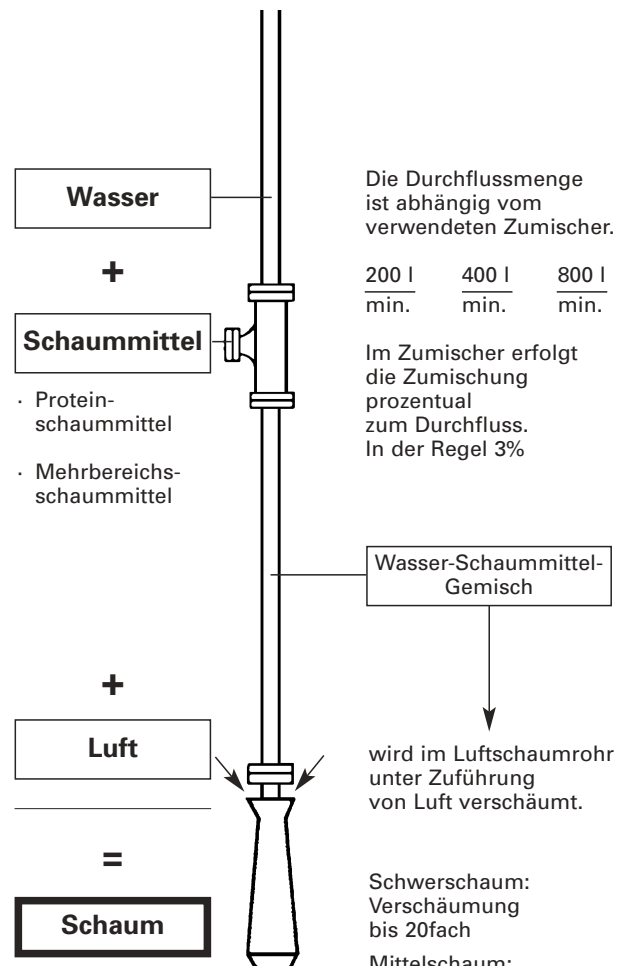 Wasser
+
Schaummittel
· Protein-
schaummittel
· Mehrbereichs-
schaummittel
+
Luft
=
Schaum
Die Durchflussmenge
ist abhängig vom
verwendeten Zumischer.
200 l 400 l 800 l
min. min. min.
Im Zumischer erfolgt
die Zumischung
prozentual
zum Durchfluss.
In der Regel 3%
Wasser-Schaummittel-
Gemisch
wird im Luftschaumrohr
unter Zuführung
von Luft verschäumt.
Schwerschaum:
Verschäumung
bis 20fach
Mittelschaum: